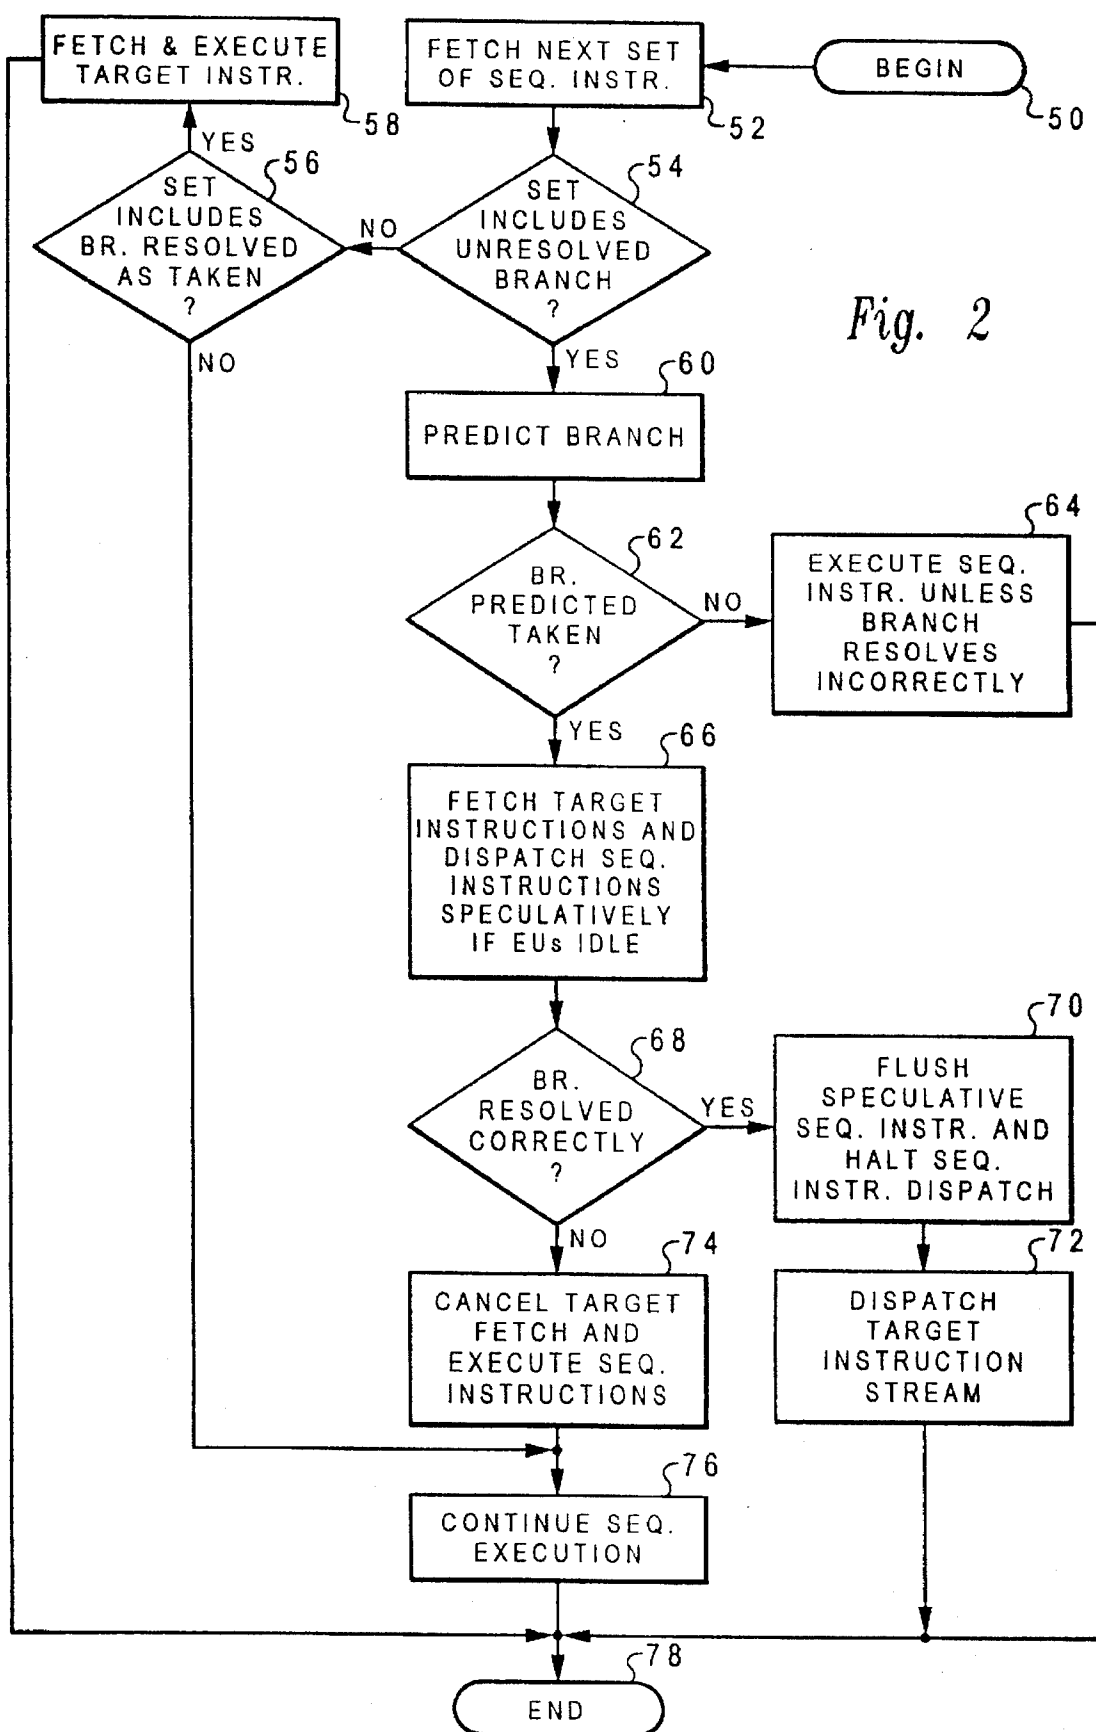 FETCH & EXECUTE
TARGET INSTR.
58
FETCH NEXT SET
OF SEQ. INSTR.
52
BEGIN
50
YES
SET
INCLUDES
BR. RESOLVED
AS TAKEN
?
56
NO
SET
INCLUDES
UNRESOLVED
BRANCH
?
54
NO
YES
Fig. 2
60
PREDICT BRANCH
62
BR.
PREDICTED
TAKEN
?
NO
64
EXECUTE SEQ.
INSTR. UNLESS
BRANCH
RESOLVES
INCORRECTLY
YES
66
FETCH TARGET
INSTRUCTIONS AND
DISPATCH SEQ.
INSTRUCTIONS
SPECULATIVELY
IF EUs IDLE
68
BR.
RESOLVED
CORRECTLY
?
YES
70
FLUSH
SPECULATIVE
SEQ. INSTR. AND
HALT SEQ.
INSTR. DISPATCH
NO
74
CANCEL TARGET
FETCH AND
EXECUTE SEQ.
INSTRUCTIONS
72
DISPATCH
TARGET
INSTRUCTION
STREAM
76
CONTINUE SEQ.
EXECUTION
78
END